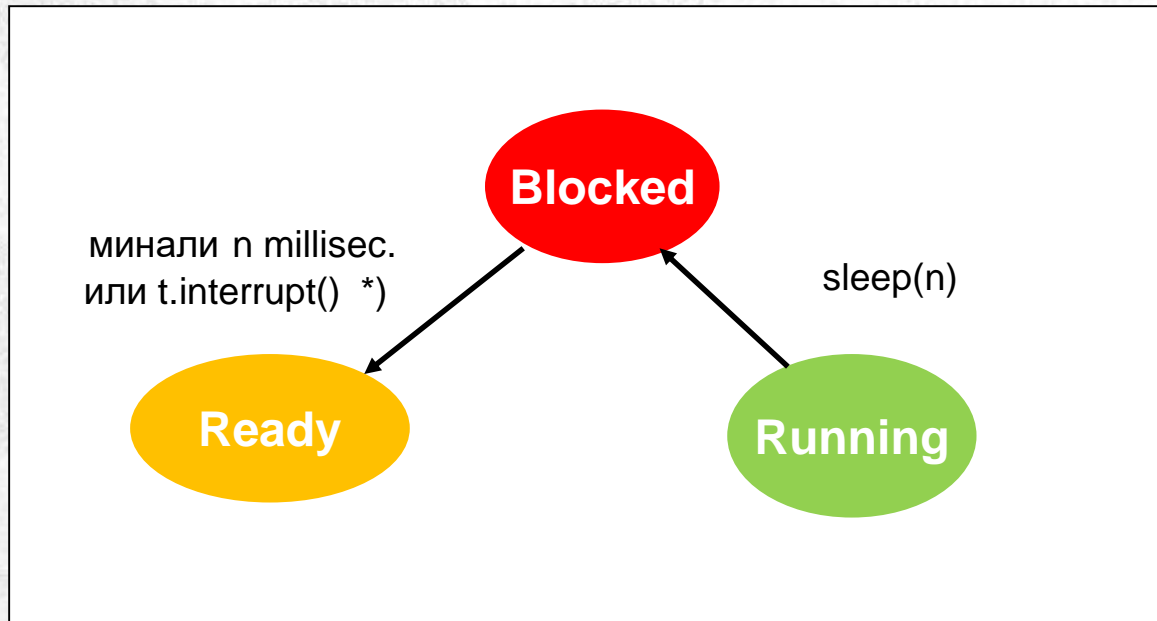 Blocked
минали n millisec.
или t.interrupt() *)
sleep(n)
Ready
Running